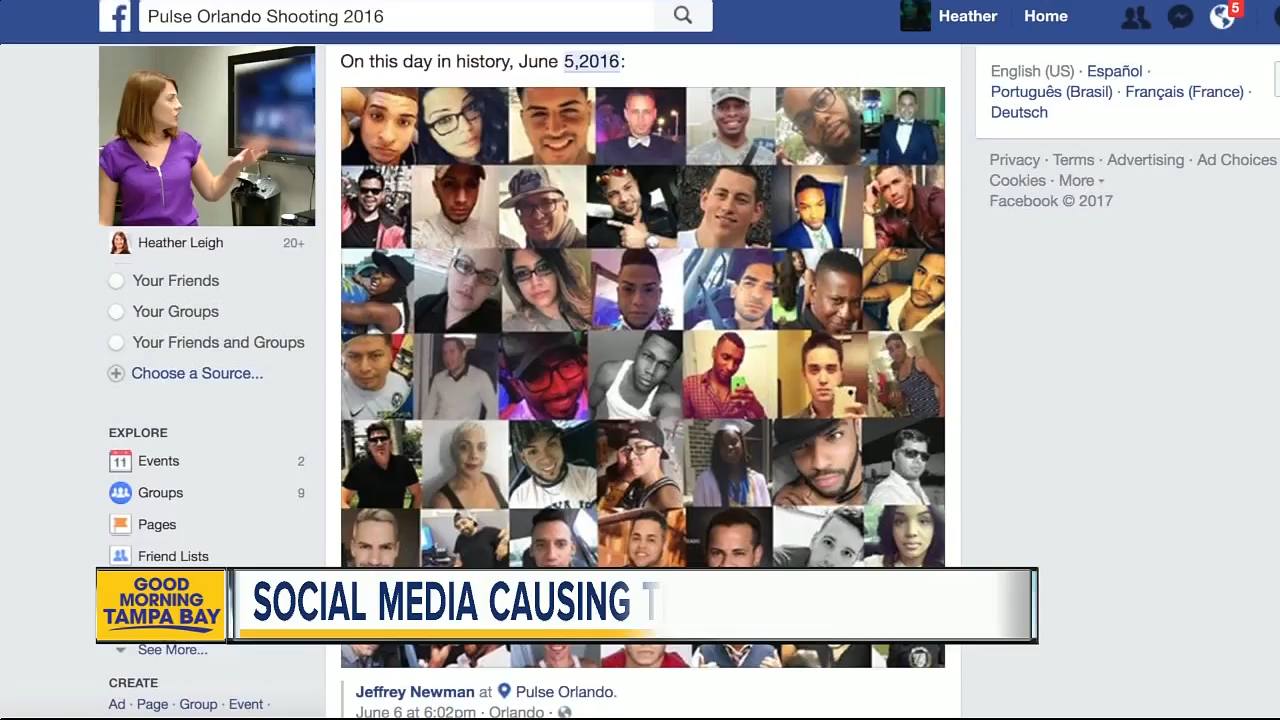 Pulse Orlando Shooting 2016
Heather
Home
5
On this day in history, June 5,2016:
English (US) · Español ·
Português (Brasil) · Français (France) ·
Deutsch
Privacy · Terms · Advertising · Ad Choices
Cookies · More
Facebook © 2017
Heather Leigh 20+
Your Friends
Your Groups
Your Friends and Groups
Choose a Source...
EXPLORE
11 Events 2
Groups 9
Pages
Friend Lists
GOOD
MORNING
TAMPA BAY
SOCIAL MEDIA CAUSING T
See More...
CREATE
Ad · Page · Group · Event ·
Jeffrey Newman at Pulse Orlando.
June 6 at 6:02pm · Orlando ·